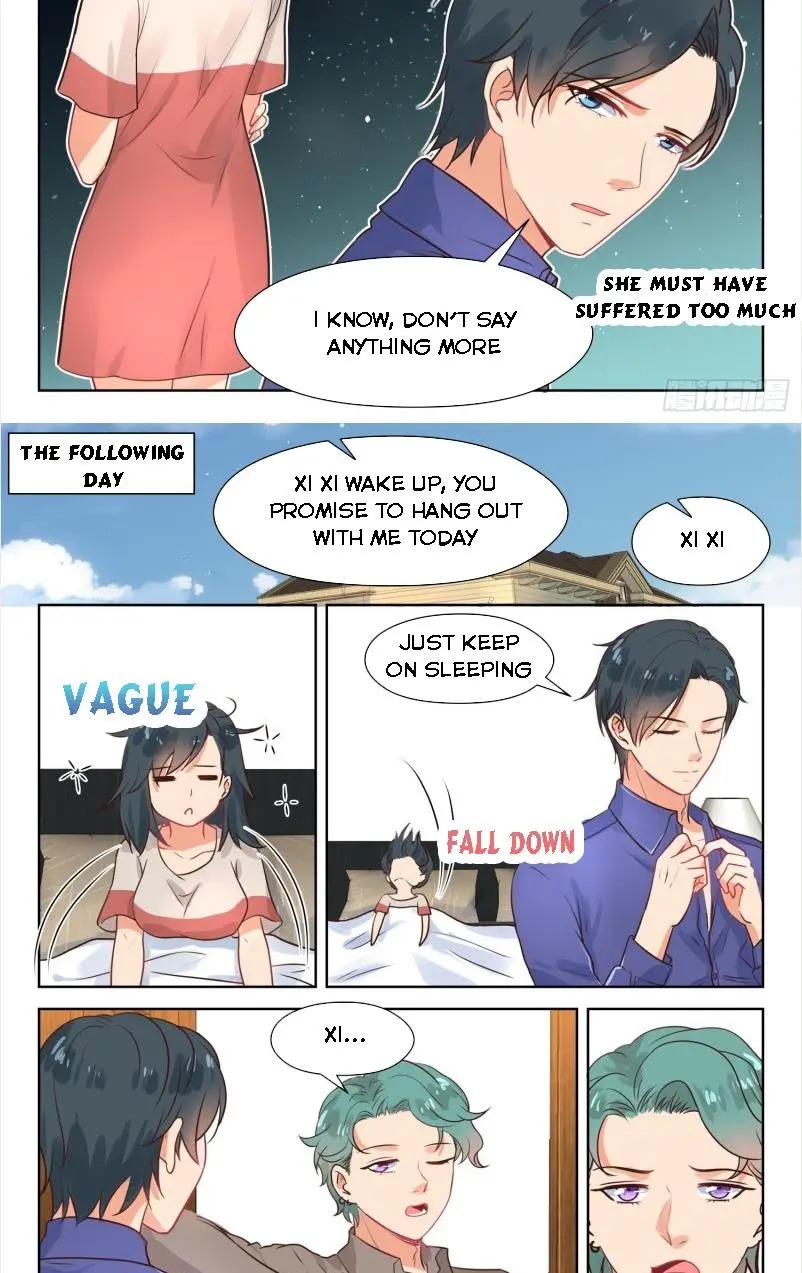 I KNOW, DON'T SAY
ANYTHING MORE
SHE MUST HAVE
SUFFERED TOO MUCH
THE FOLLOWING
DAY
XI XI WAKE UP, YOU
PROMISE TO HANG OUT
WITH ME TODAY
XI XI
VAGUE
JUST KEEP
ON SLEEPING
FALL DOWN
XI...